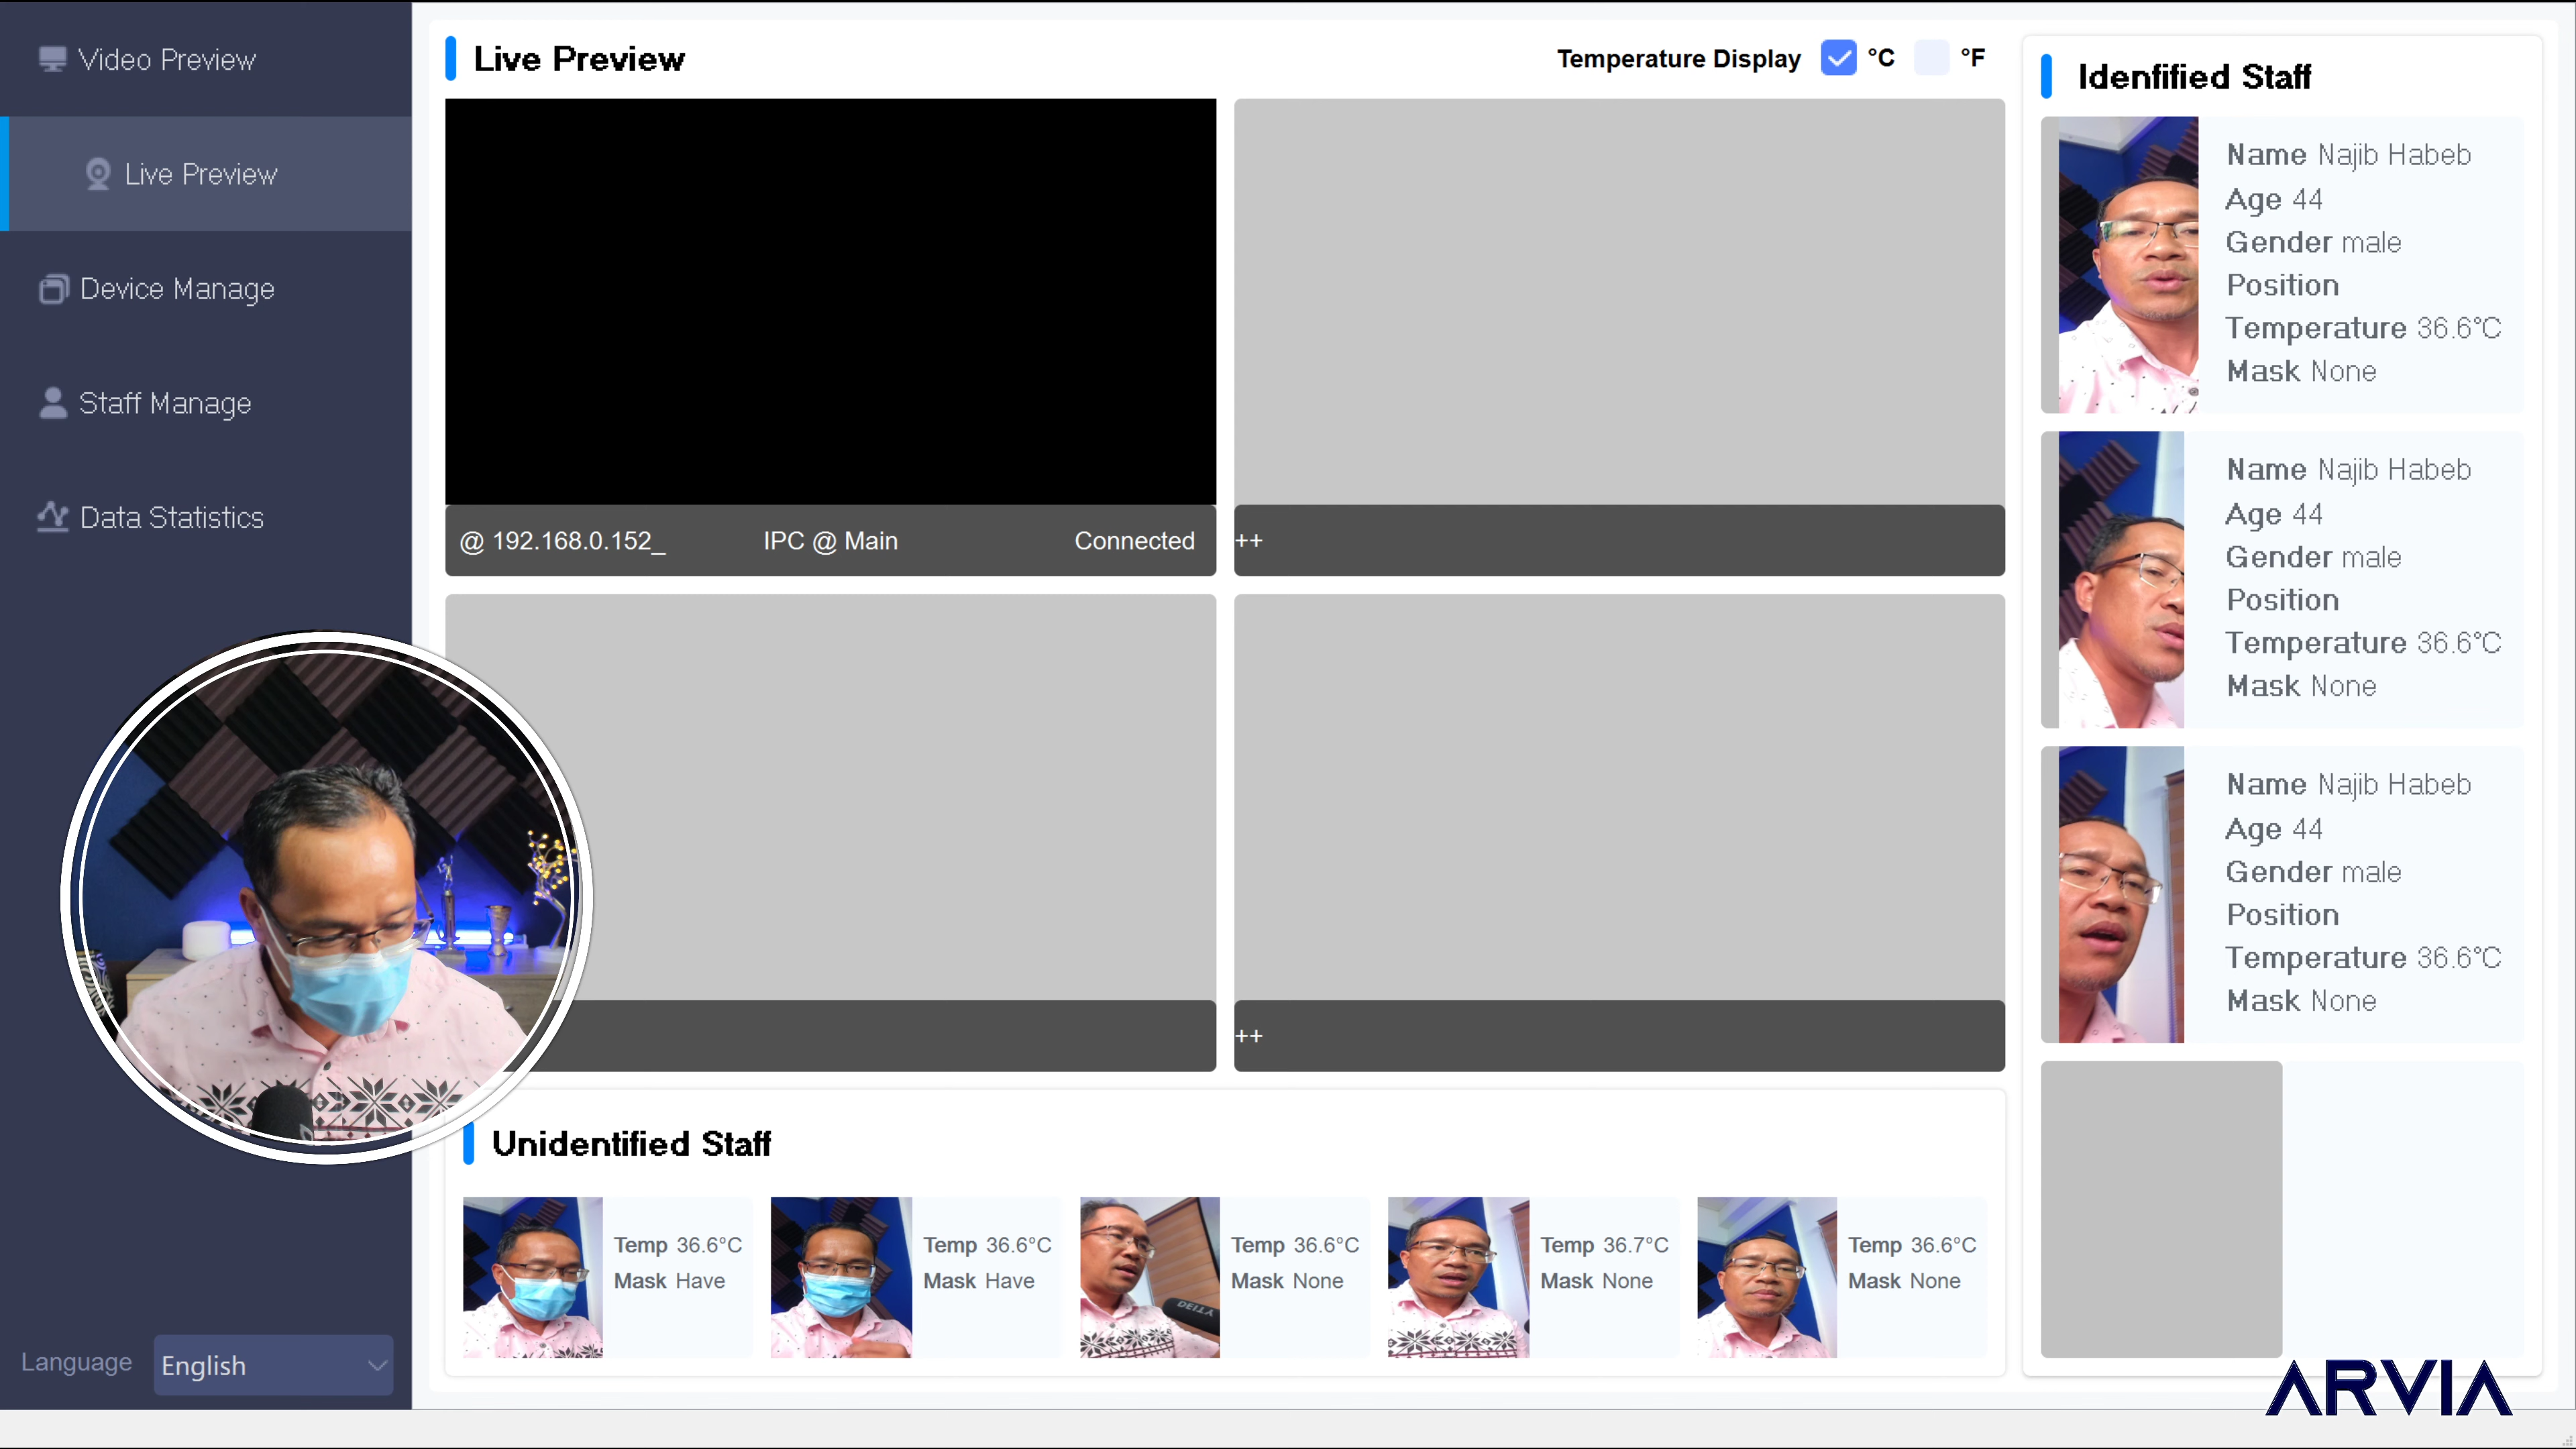 Video Preview
Live Preview
Device Manage
Staff Manage
Data Statistics
Language English
Live Preview
Temperature Display °C °F
@ 192.168.0.152_ IPC @ Main Connected
++
++
Unidentified Staff
Temp 36.6°C
Mask Have
Temp 36.6°C
Mask Have
DEITY
Temp 36.6°C
Mask None
Temp 36.7°C
Mask None
Temp 36.6°C
Mask None
Idenfified Staff
Name Najib Habeb
Age 44
Gender male
Position
Temperature 36.6°C
Mask None
Name Najib Habeb
Age 44
Gender male
Position
Temperature 36.6°C
Mask None
Name Najib Habeb
Age 44
Gender male
Position
Temperature 36.6°C
Mask None
ARVIA